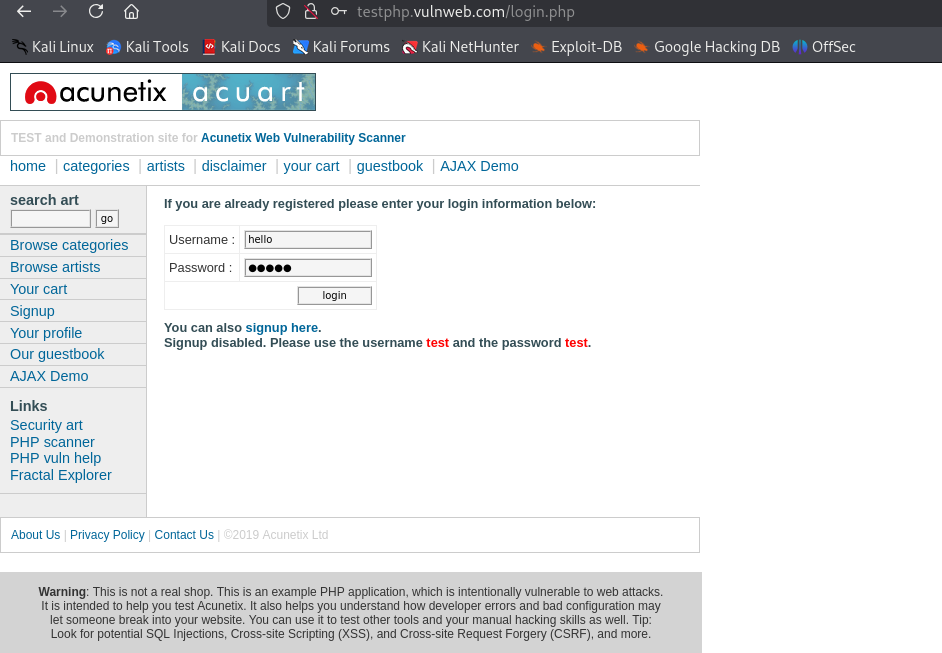 testphp.vulnweb.com/login.php
Kali Linux Kali Tools Kali Docs Kali Forums Kali NetHunter Exploit-DB Google Hacking DB OffSec
acunetix acuart
TEST and Demonstration site for Acunetix Web Vulnerability Scanner
home | categories | artists | disclaimer | your cart | guestbook | AJAX Demo
search art
go
Browse categories
Browse artists
Your cart
Signup
Your profile
Our guestbook
AJAX Demo
Links
Security art
PHP scanner
PHP vuln help
Fractal Explorer
If you are already registered please enter your login information below:
Username : hello
Password : ●●●●●
login
You can also signup here.
Signup disabled. Please use the username test and the password test.
About Us | Privacy Policy | Contact Us | ©2019 Acunetix Ltd
Warning: This is not a real shop. This is an example PHP application, which is intentionally vulnerable to web attacks.
It is intended to help you test Acunetix. It also helps you understand how developer errors and bad configuration may
let someone break into your website. You can use it to test other tools and your manual hacking skills as well. Tip:
Look for potential SQL Injections, Cross-site Scripting (XSS), and Cross-site Request Forgery (CSRF), and more.